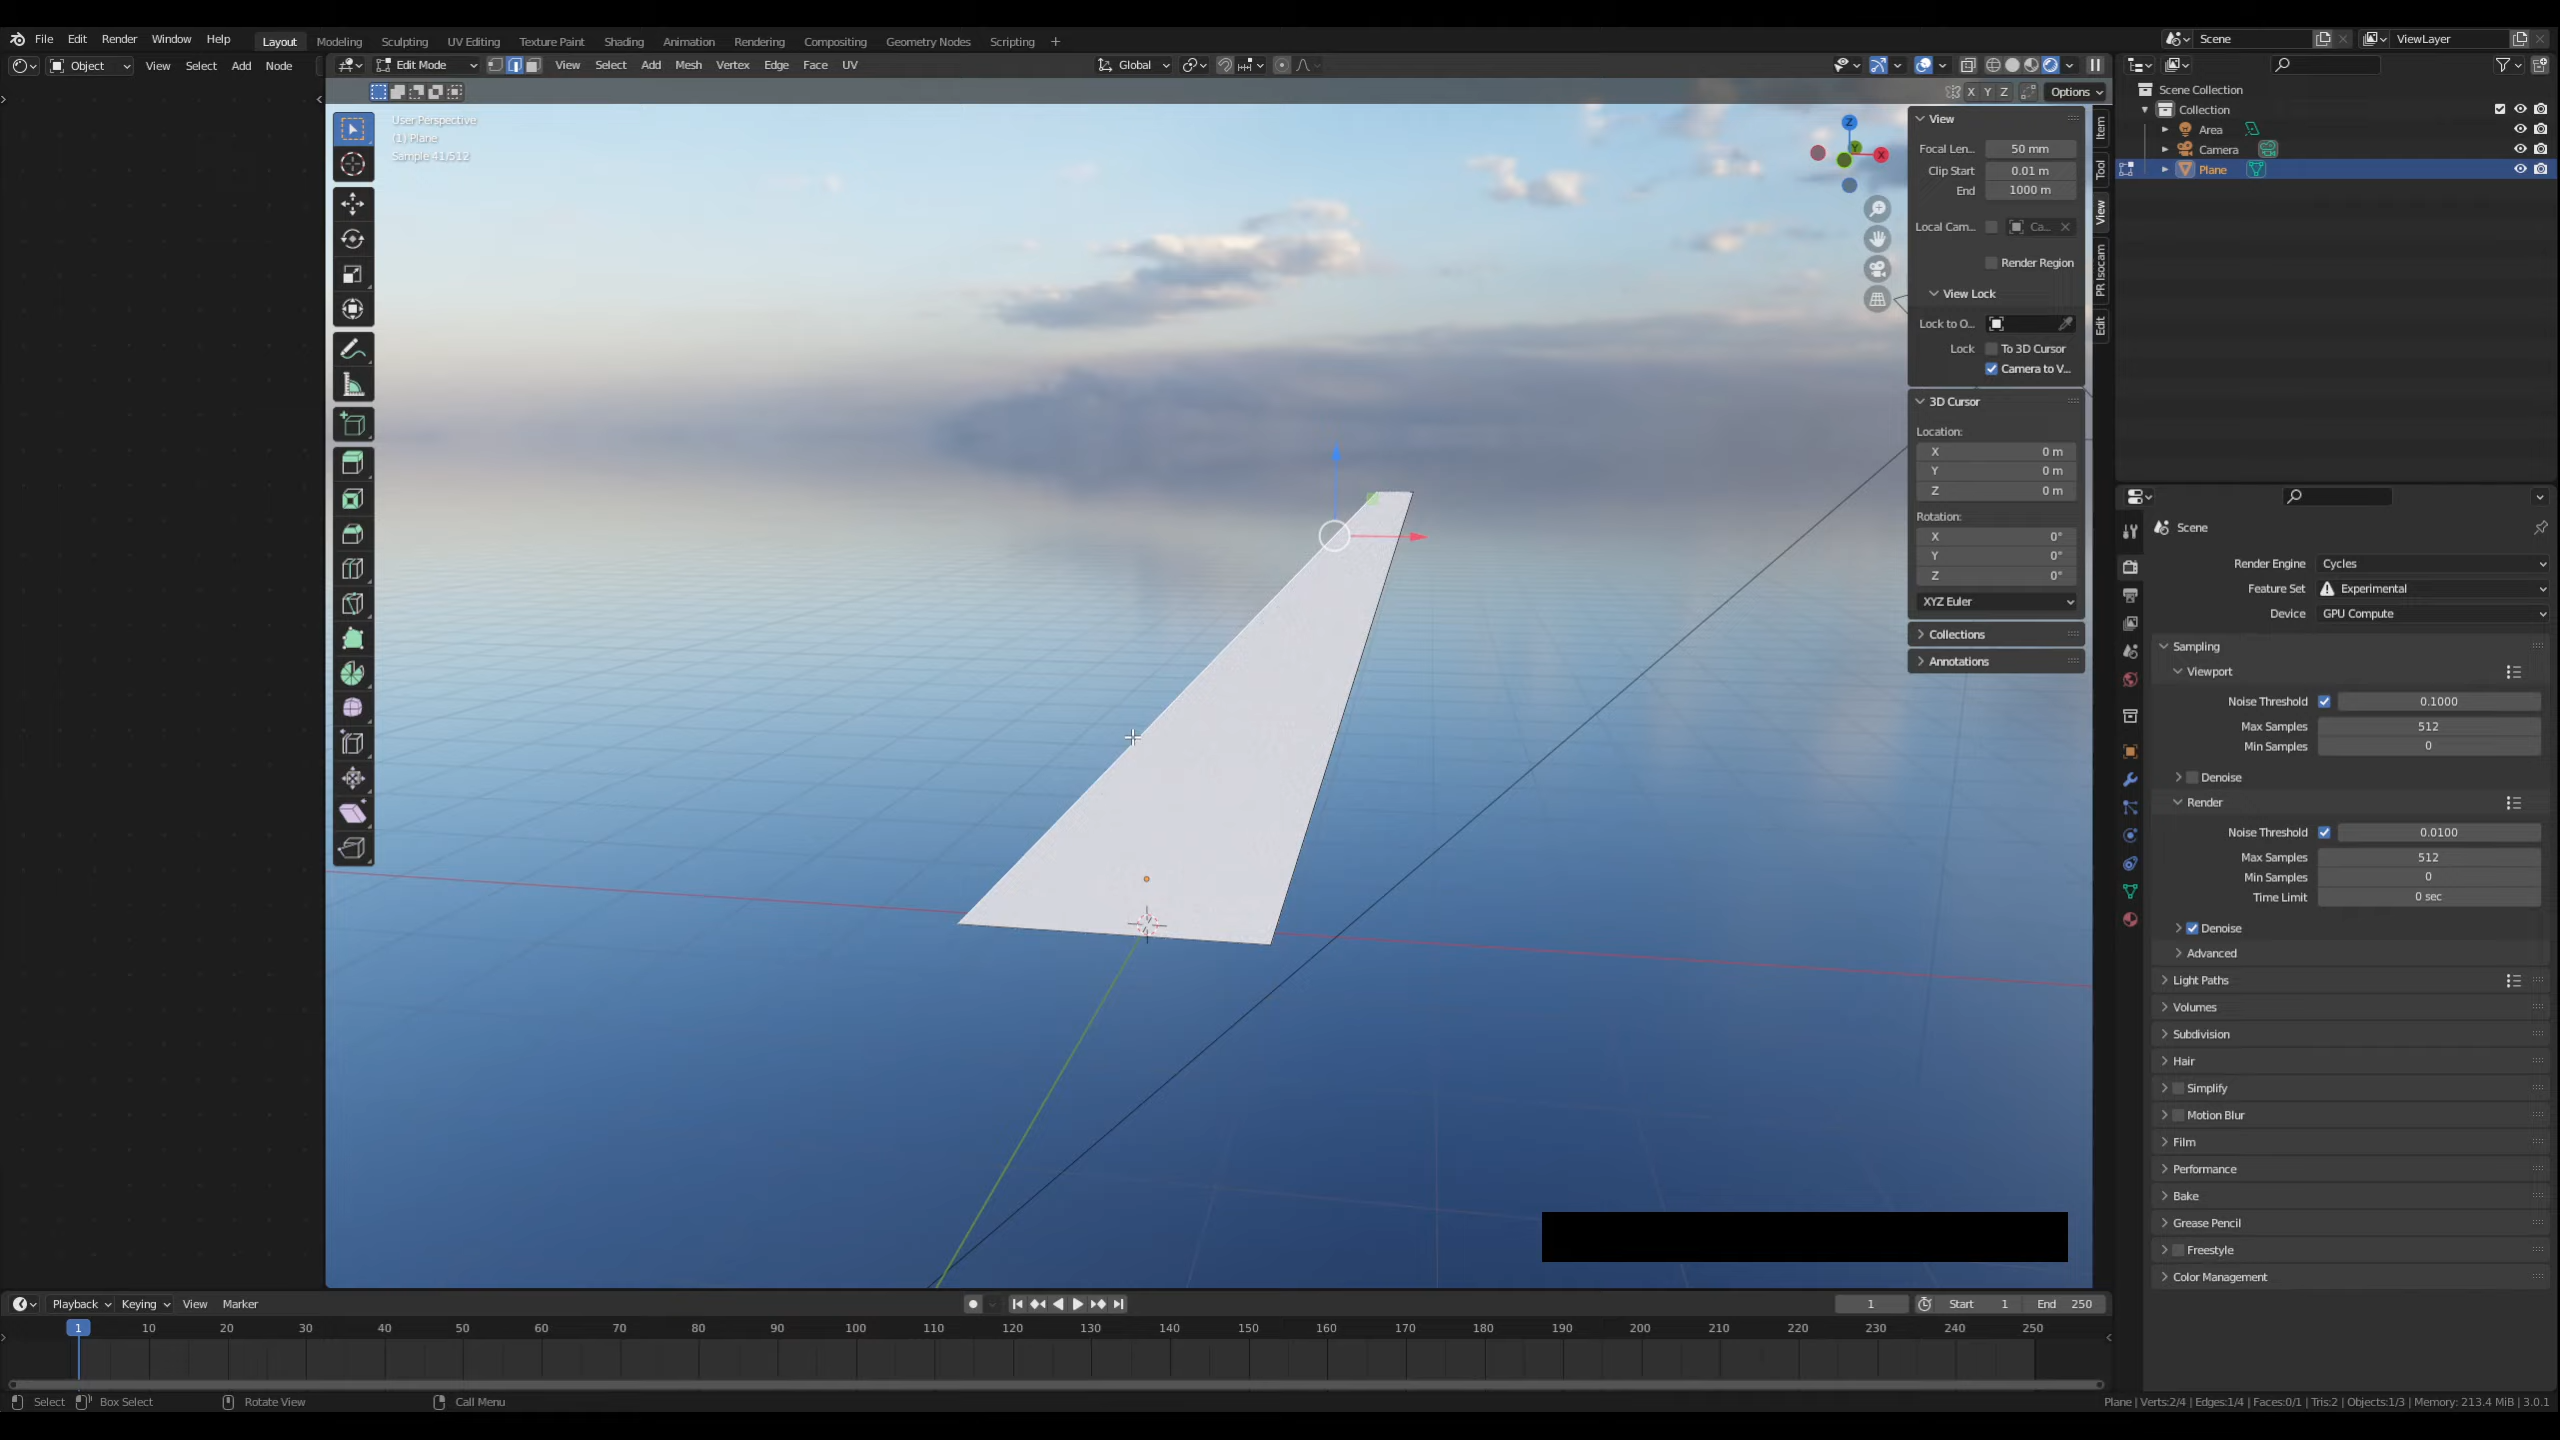 File Edit Render Window Help Layout Modeling Sculpting UV Editing Texture Paint Shading Animation Rendering Compositing Geometry Nodes Scripting + Scene ViewLayer
Object View Select Add Node Edit Mode View Select Add Mesh Vertex Edge Face UV Global
X Y Z Options
User Perspective
(1) Plane
Sample 41/512
Z
Y
X
View
Focal Len... 50 mm
Clip Start 0.01 m
End 1000 m
Local Cam... Ca...
Render Region
View Lock
Lock to O...
Lock To 3D Cursor
Camera to V...
3D Cursor
Location:
X 0 m
Y 0 m
Z 0 m
Rotation:
X 0°
Y 0°
Z 0°
XYZ Euler
Collections
Annotations
Item
Tool
View
PR Isocam
Edit
Scene Collection
Collection
Area
Camera
Plane
Scene
Render Engine Cycles
Feature Set Experimental
Device GPU Compute
Sampling
Viewport
Noise Threshold 0.1000
Max Samples 512
Min Samples 0
Denoise
Render
Noise Threshold 0.0100
Max Samples 512
Min Samples 0
Time Limit 0 sec
Denoise
Advanced
Light Paths
Volumes
Subdivision
Hair
Simplify
Motion Blur
Film
Performance
Bake
Grease Pencil
Freestyle
Color Management
Playback Keying View Marker 1 Start 1 End 250
1 10 20 30 40 50 60 70 80 90 100 110 120 130 140 150 160 170 180 190 200 210 220 230 240 250
Select Box Select Rotate View Call Menu Plane | Verts:2/4 | Edges:1/4 | Faces:0/1 | Tris:2 | Objects:1/3 | Memory: 213.4 MiB | 3.0.1